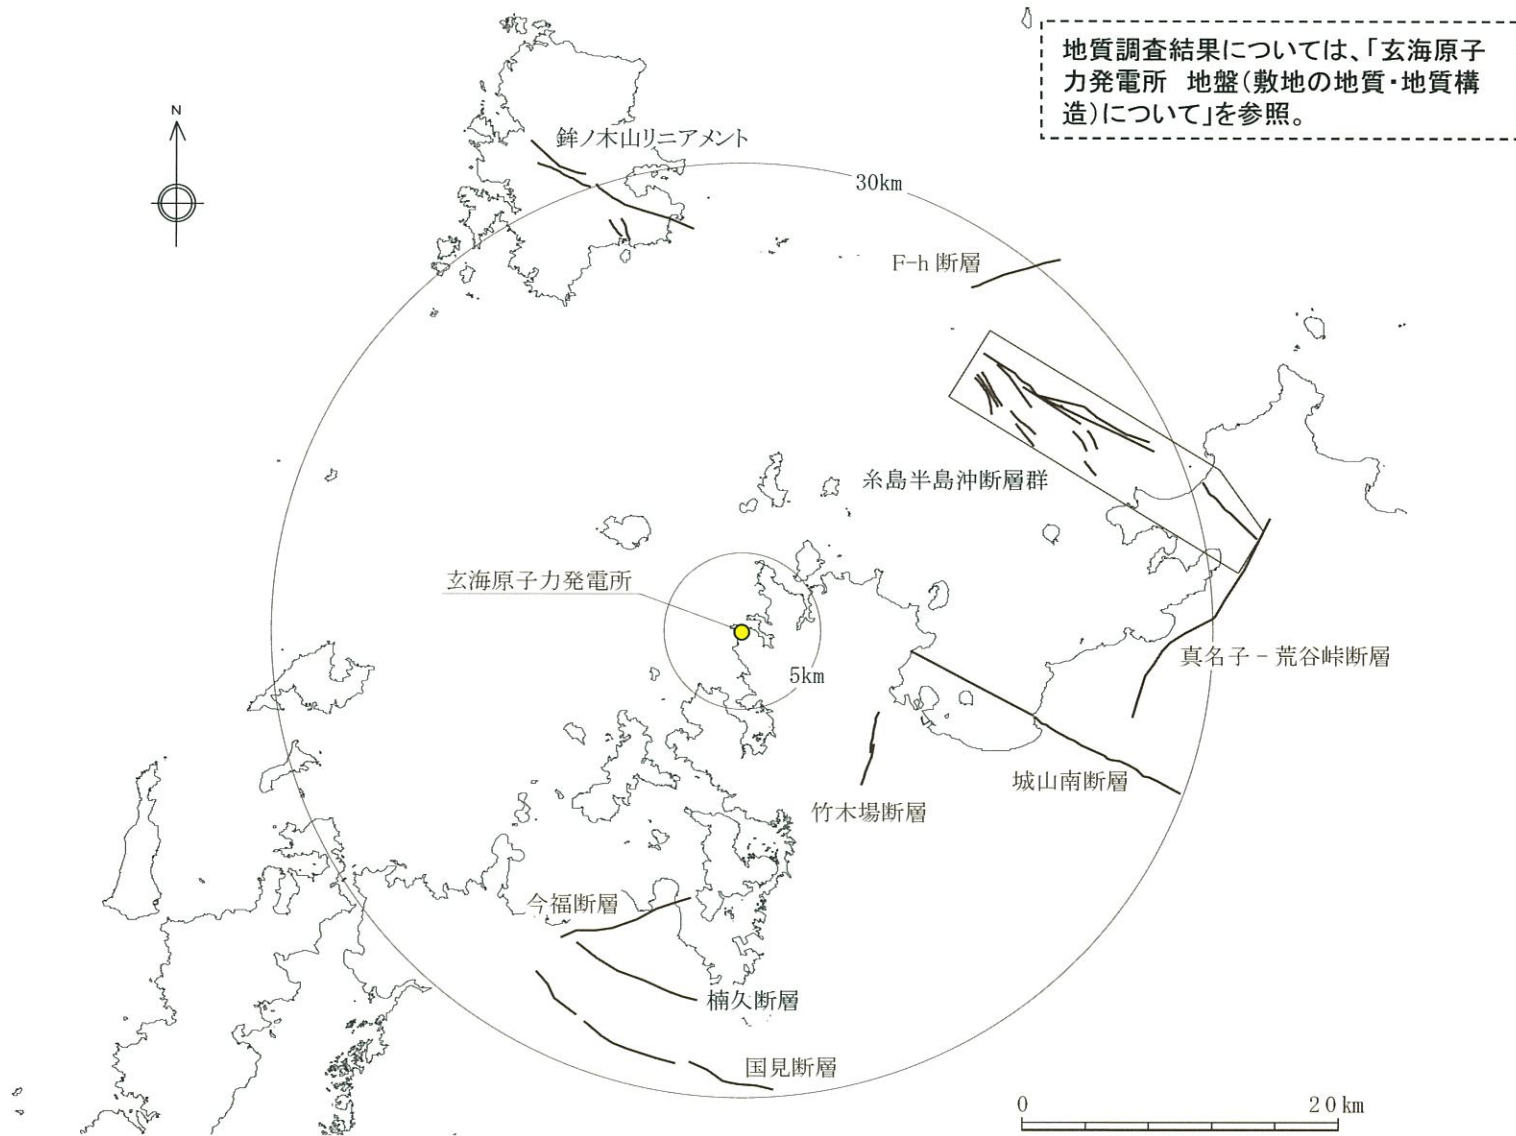 地質調査結果については、「玄海原子
力発電所 地盤(敷地の地質・地質構
造)について」を参照。
N
鉾ノ木山リニアメント
30km
F-h 断層
糸島半島沖断層群
玄海原子力発電所
5km
真名子－荒谷峠断層
城山南断層
竹木場断層
今福断層
楠久断層
国見断層
0 20km